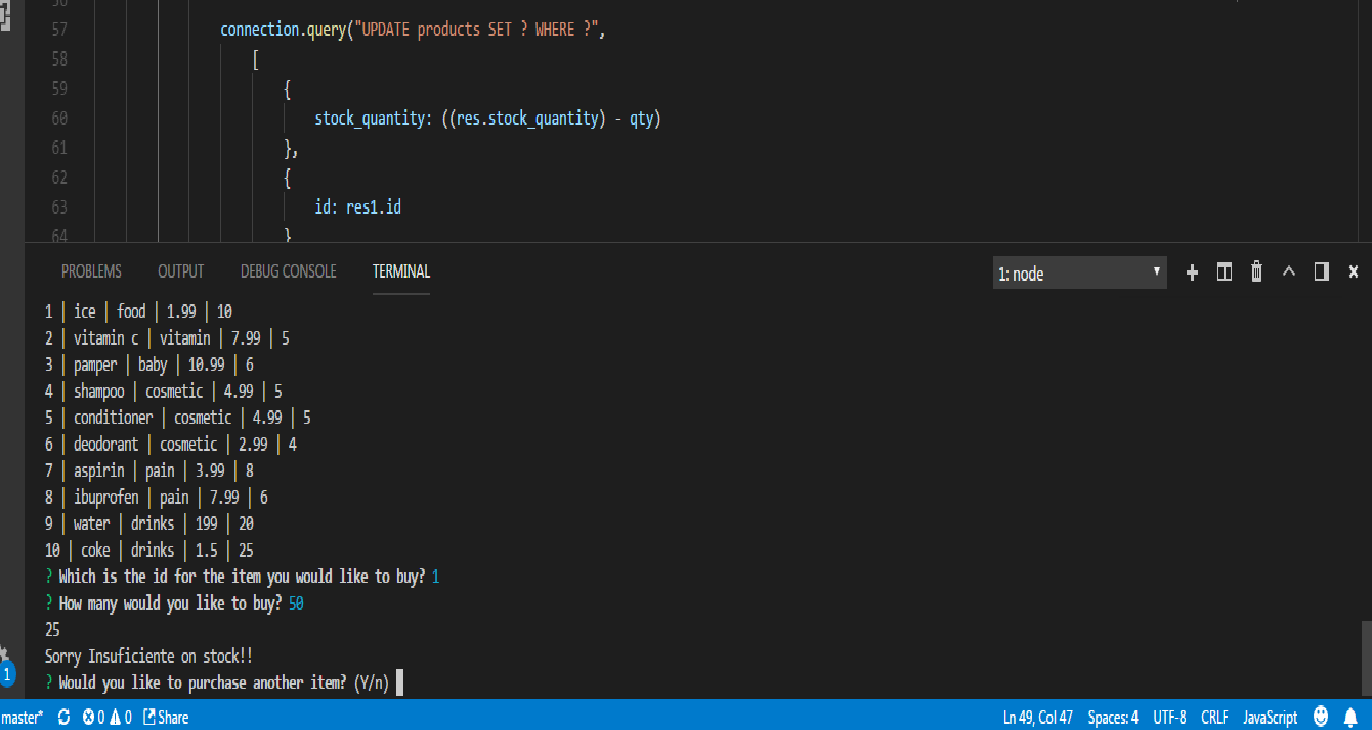 56
57 connection.query("UPDATE products SET ? WHERE ?",
58 [
59 {
60 stock_quantity: ((res.stock_quantity) - qty)
61 },
62 {
63 id: res1.id
64 }
PROBLEMS OUTPUT DEBUG CONSOLE TERMINAL 1: node
1 | ice | food | 1.99 | 10
2 | vitamin c | vitamin | 7.99 | 5
3 | pamper | baby | 10.99 | 6
4 | shampoo | cosmetic | 4.99 | 5
5 | conditioner | cosmetic | 4.99 | 5
6 | deodorant | cosmetic | 2.99 | 4
7 | aspirin | pain | 3.99 | 8
8 | ibuprofen | pain | 7.99 | 6
9 | water | drinks | 199 | 20
10 | coke | drinks | 1.5 | 25
? Which is the id for the item you would like to buy? 1
? How many would you like to buy? 50
25
Sorry Insuficiente on stock!!
? Would you like to purchase another item? (Y/n)
1
master* 0 0 Share Ln 49, Col 47 Spaces: 4 UTF-8 CRLF JavaScript